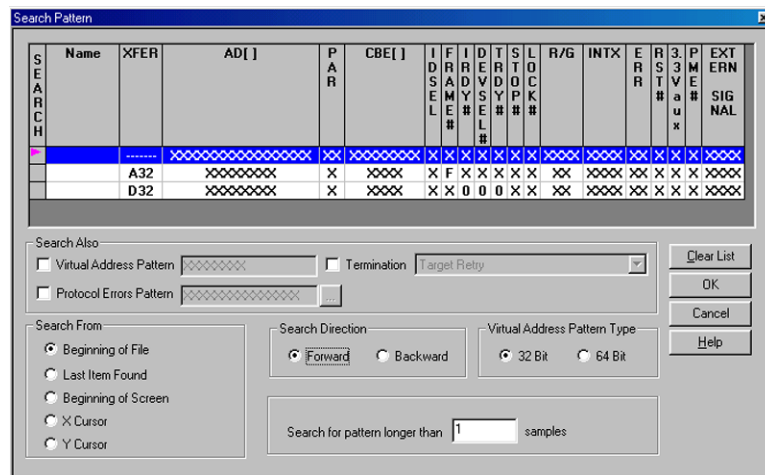 Search Pattern
SEARCH Name XFER AD[ ] PAR CBE[ ] IDSEL FRAME# IRDY# DEVSEL# TRDY# STOP# LOCK# R/G INTX ERR RST# 3.3Vaux PME# EXTERN SIGNAL
------- XXXXXXXXXXXXXXXX XX XXXXXXXX X X X X X X X XXXX XXXX XX X X X XXXX
A32 XXXXXXXX X XXXX X F X X X X X XX XXXX XX X X X XXXX
D32 XXXXXXXX X XXXX X X 0 0 0 X X XX XXXX XX X X X XXXX
Search Also
Virtual Address Pattern XXXXXXXX Termination Target Retry
Clear List
Protocol Errors Pattern XXXXXXXXXXXXXXX ...
OK
Cancel
Help
Search From
Beginning of File
Last Item Found
Beginning of Screen
X Cursor
Y Cursor
Search Direction
Forward Backward
Virtual Address Pattern Type
32 Bit 64 Bit
Search for pattern longer than 1 samples